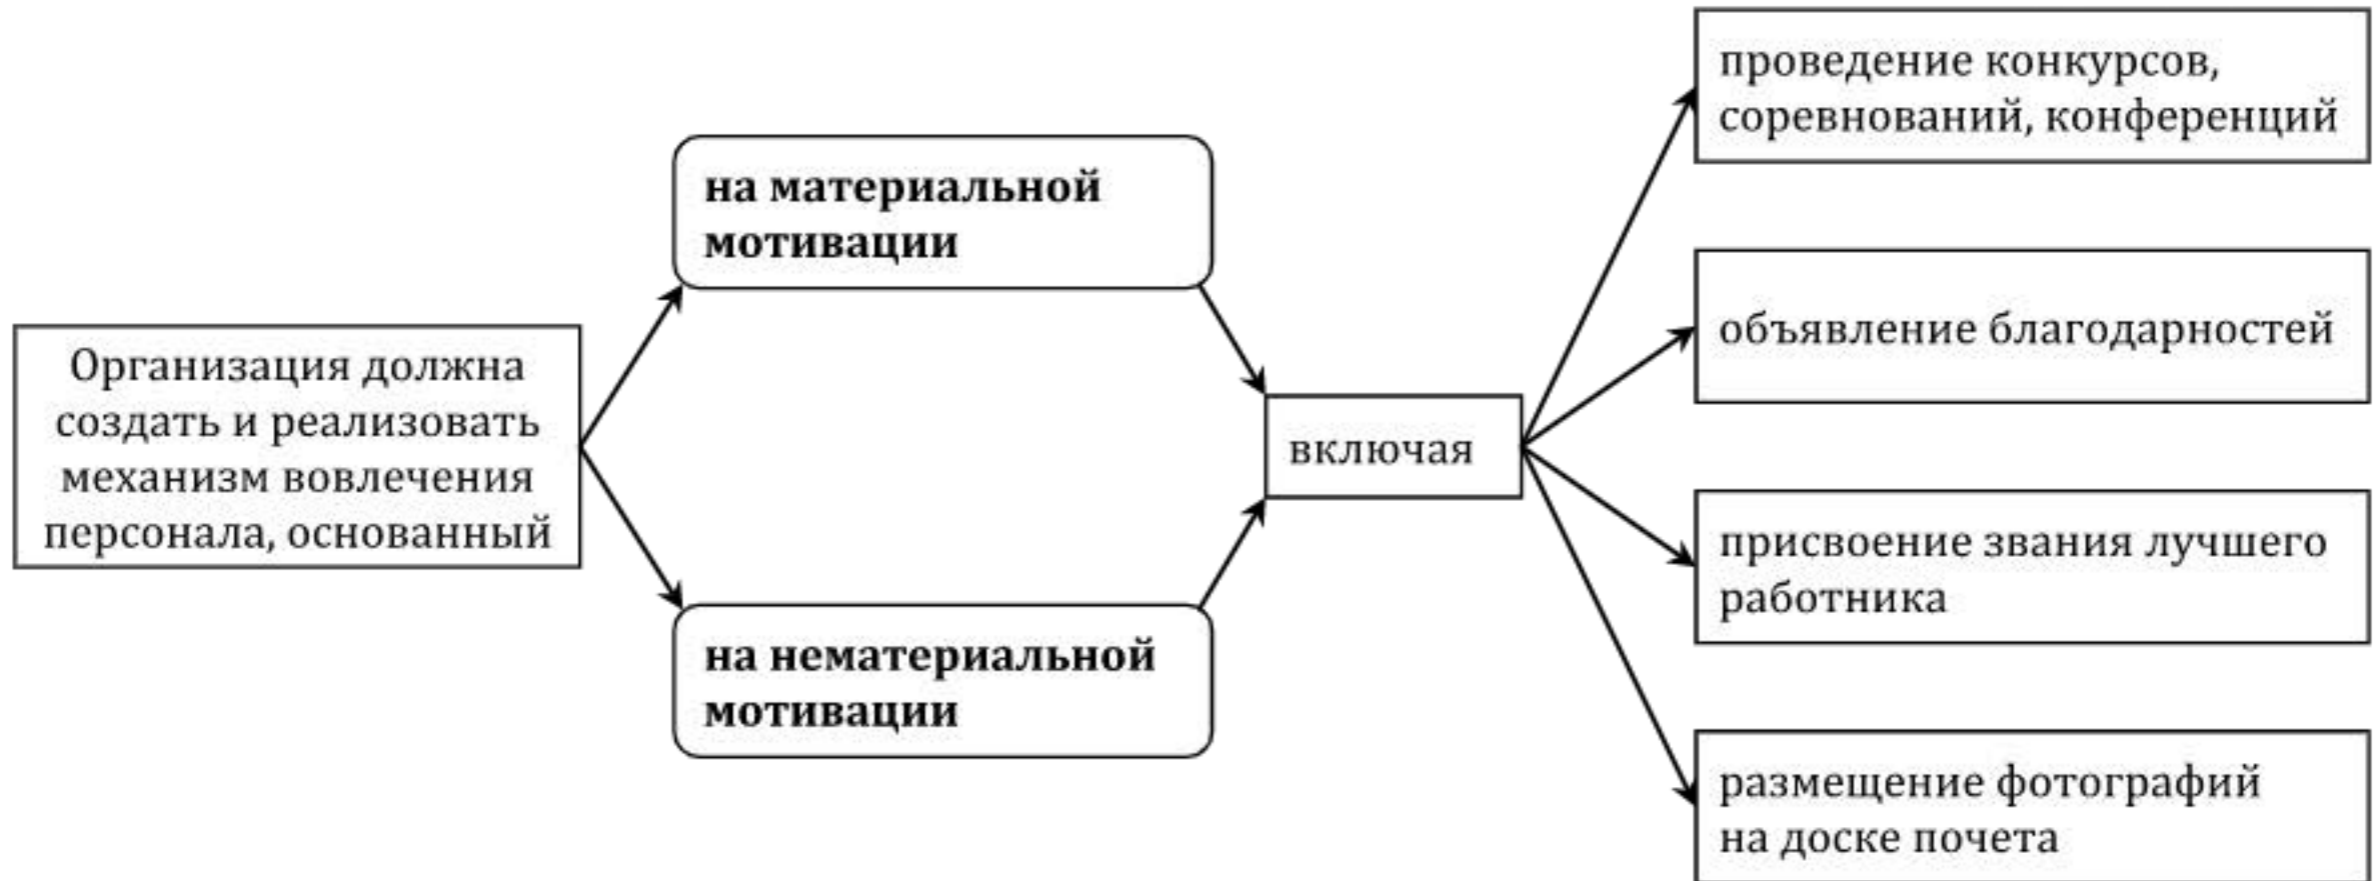 Организация должна
создать и реализовать
механизм вовлечения
персонала, основанный
на материальной
мотивации
на нематериальной
мотивации
включая
проведение конкурсов,
соревнований, конференций
объявление благодарностей
присвоение звания лучшего
работника
размещение фотографий
на доске почета